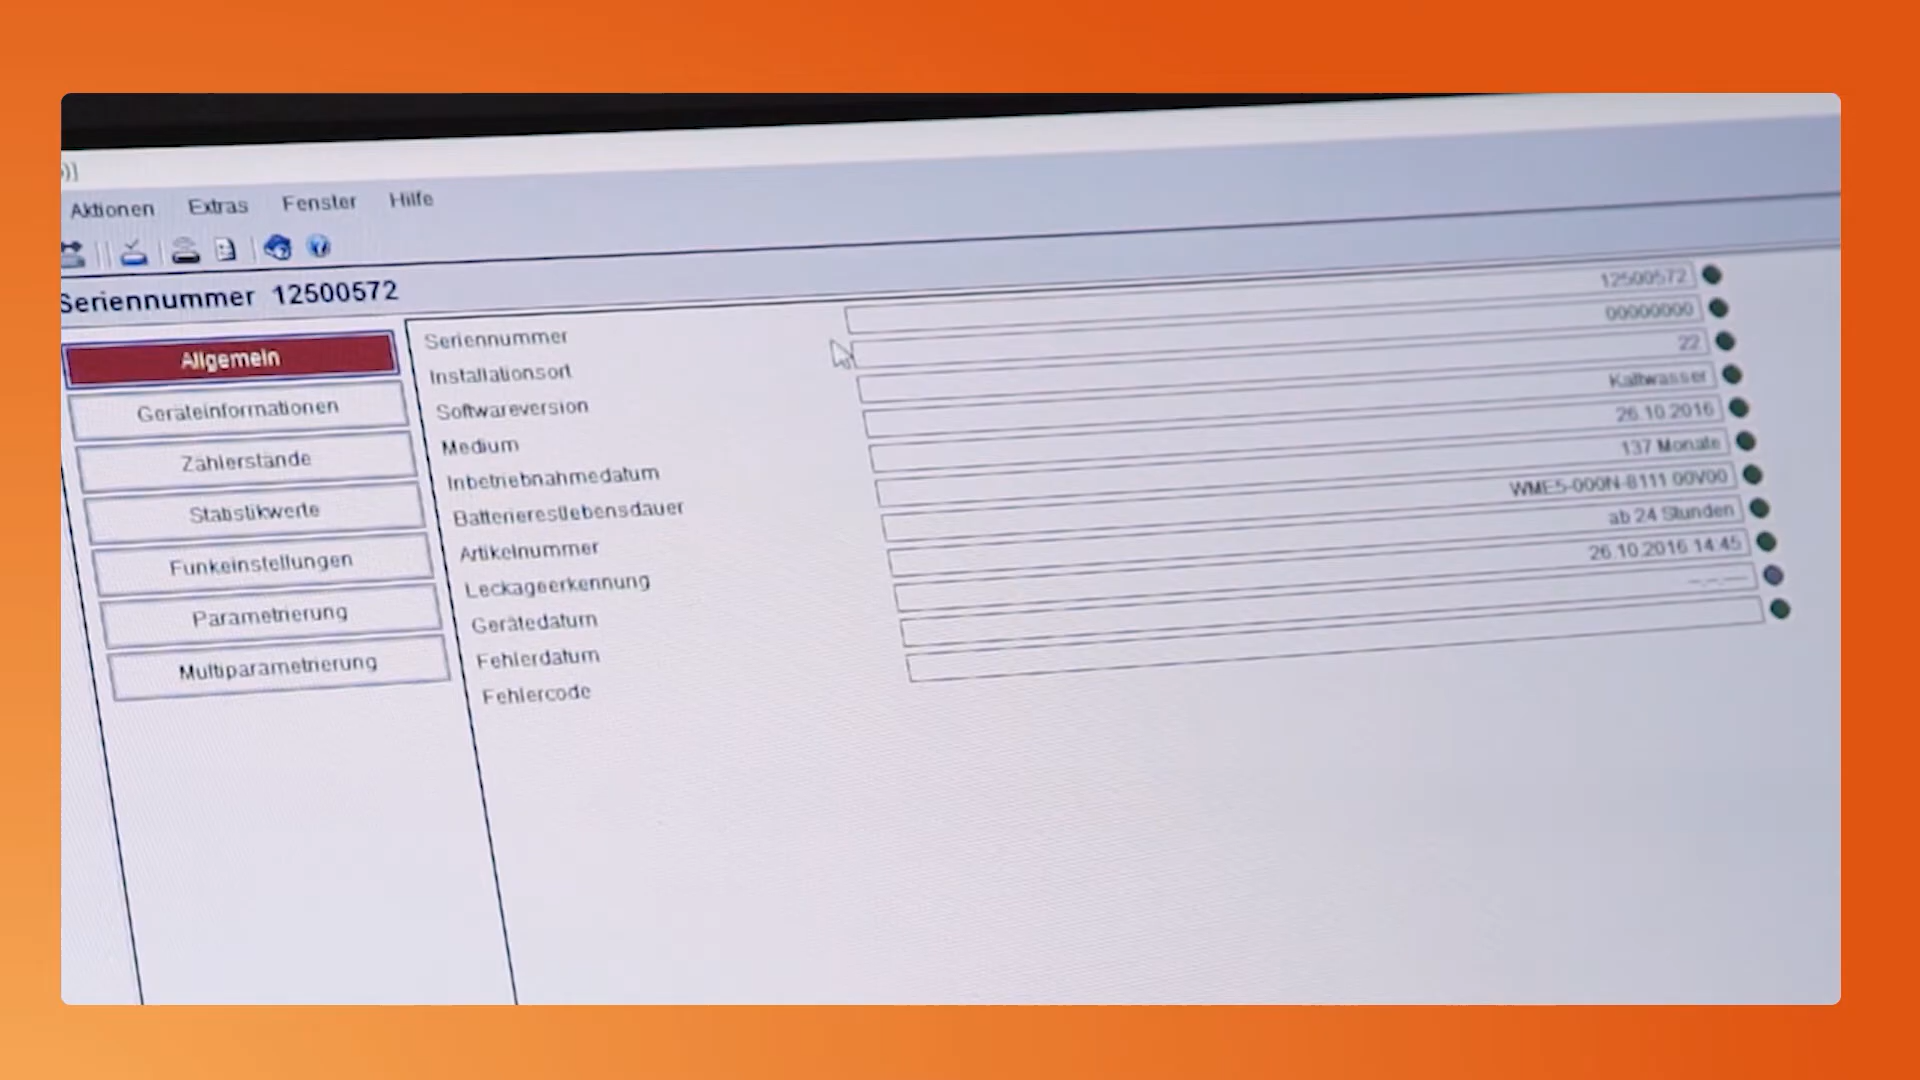 )]
Aktionen Extras Fenster Hilfe
Seriennummer 12500572
Allgemein
Geräteinformationen
Zählerstände
Statistikwerte
Funkeinstellungen
Parametrierung
Multiparametrierung
Seriennummer 12500572
Installationsort 00000000
Softwareversion 22
Medium Kaltwasser
Inbetriebnahmedatum 26.10.2016
Batterierestlebensdauer 137 Monate
Artikelnummer WME5-000N-8111 00V00
Leckageerkennung ab 24 Stunden
Gerätedatum 26.10.2016 14:45
Fehlerdatum --.--.----
Fehlercode